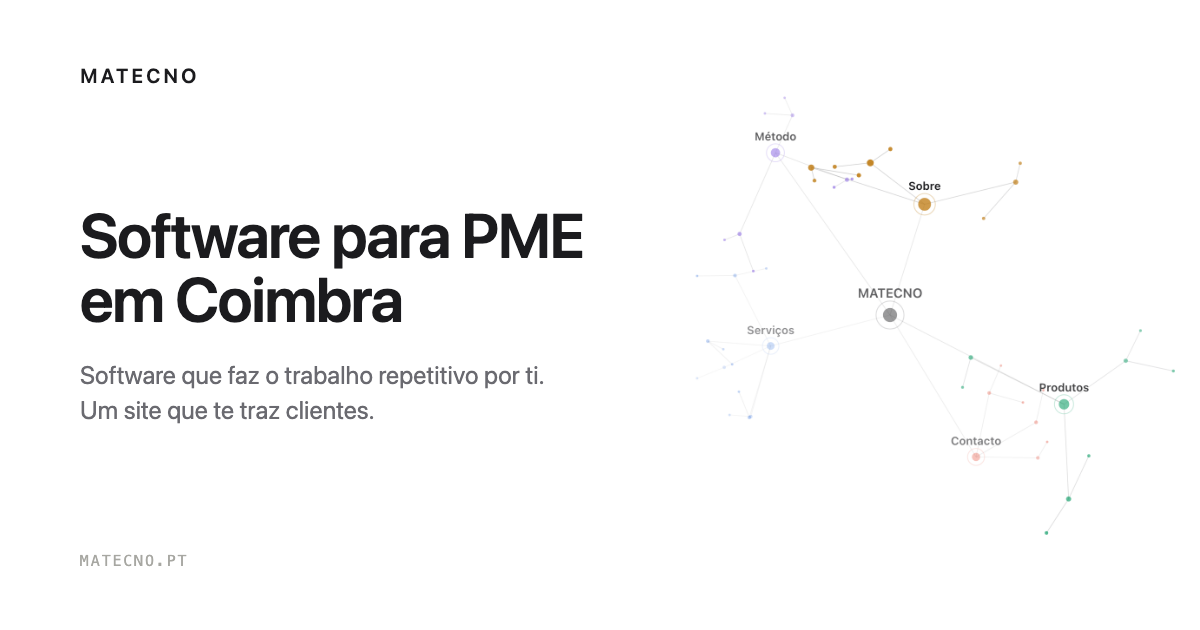 MATECNO
Software para PME
em Coimbra
Software que faz o trabalho repetitivo por ti.
Um site que te traz clientes.
MATECNO.PT
Método
Sobre
MATECNO
Serviços
Produtos
Contacto